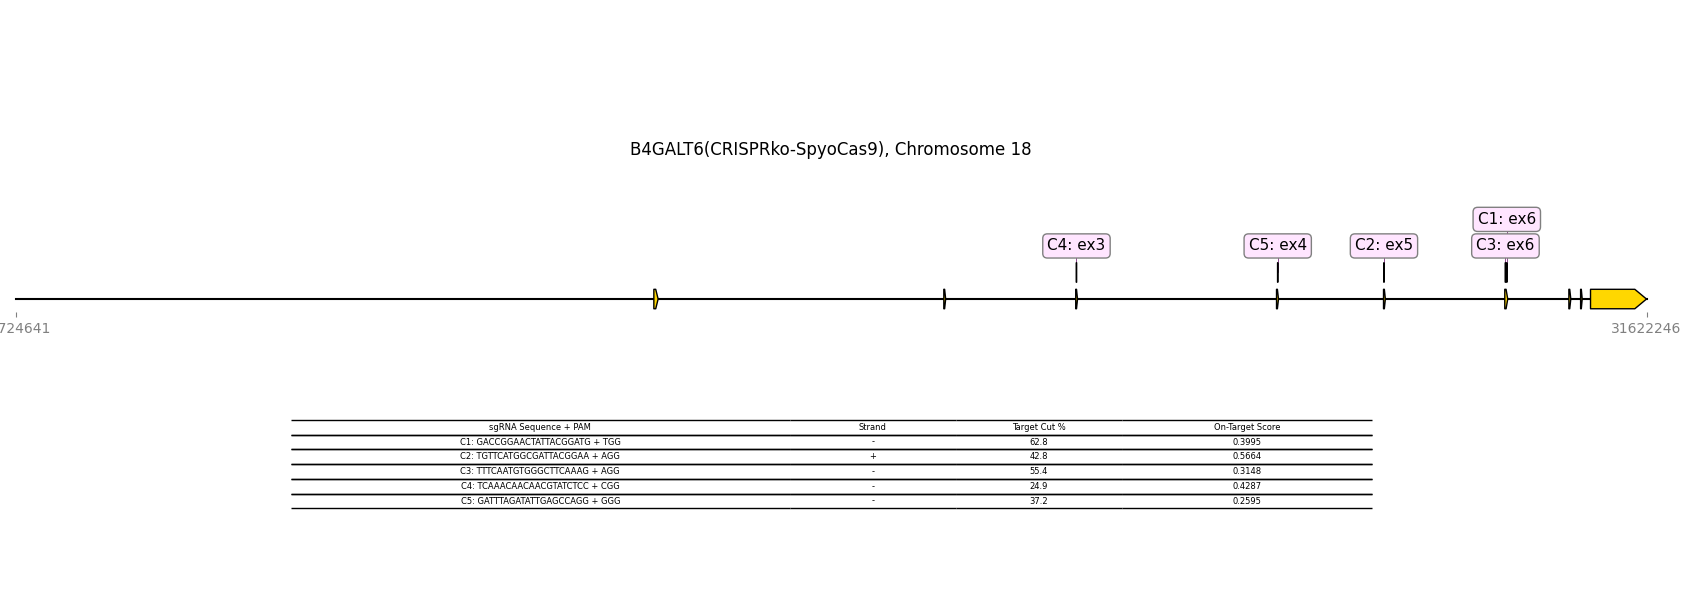 B4GALT6(CRISPRko-SpyoCas9), Chromosome 18
C1: ex6
C4: ex3 C5: ex4 C2: ex5 C3: ex6
724641 31622246
sgRNA Sequence + PAM Strand Target Cut % On-Target Score
C1: GACCGGAACTATTACGGATG + TGG - 62.8 0.3995
C2: TGTTCATGGCGATTACGGAA + AGG + 42.8 0.5664
C3: TTTCAATGTGGGCTTCAAAG + AGG - 55.4 0.3148
C4: TCAAACAACAACGTATCTCC + CGG - 24.9 0.4287
C5: GATTTAGATATTGAGCCAGG + GGG - 37.2 0.2595